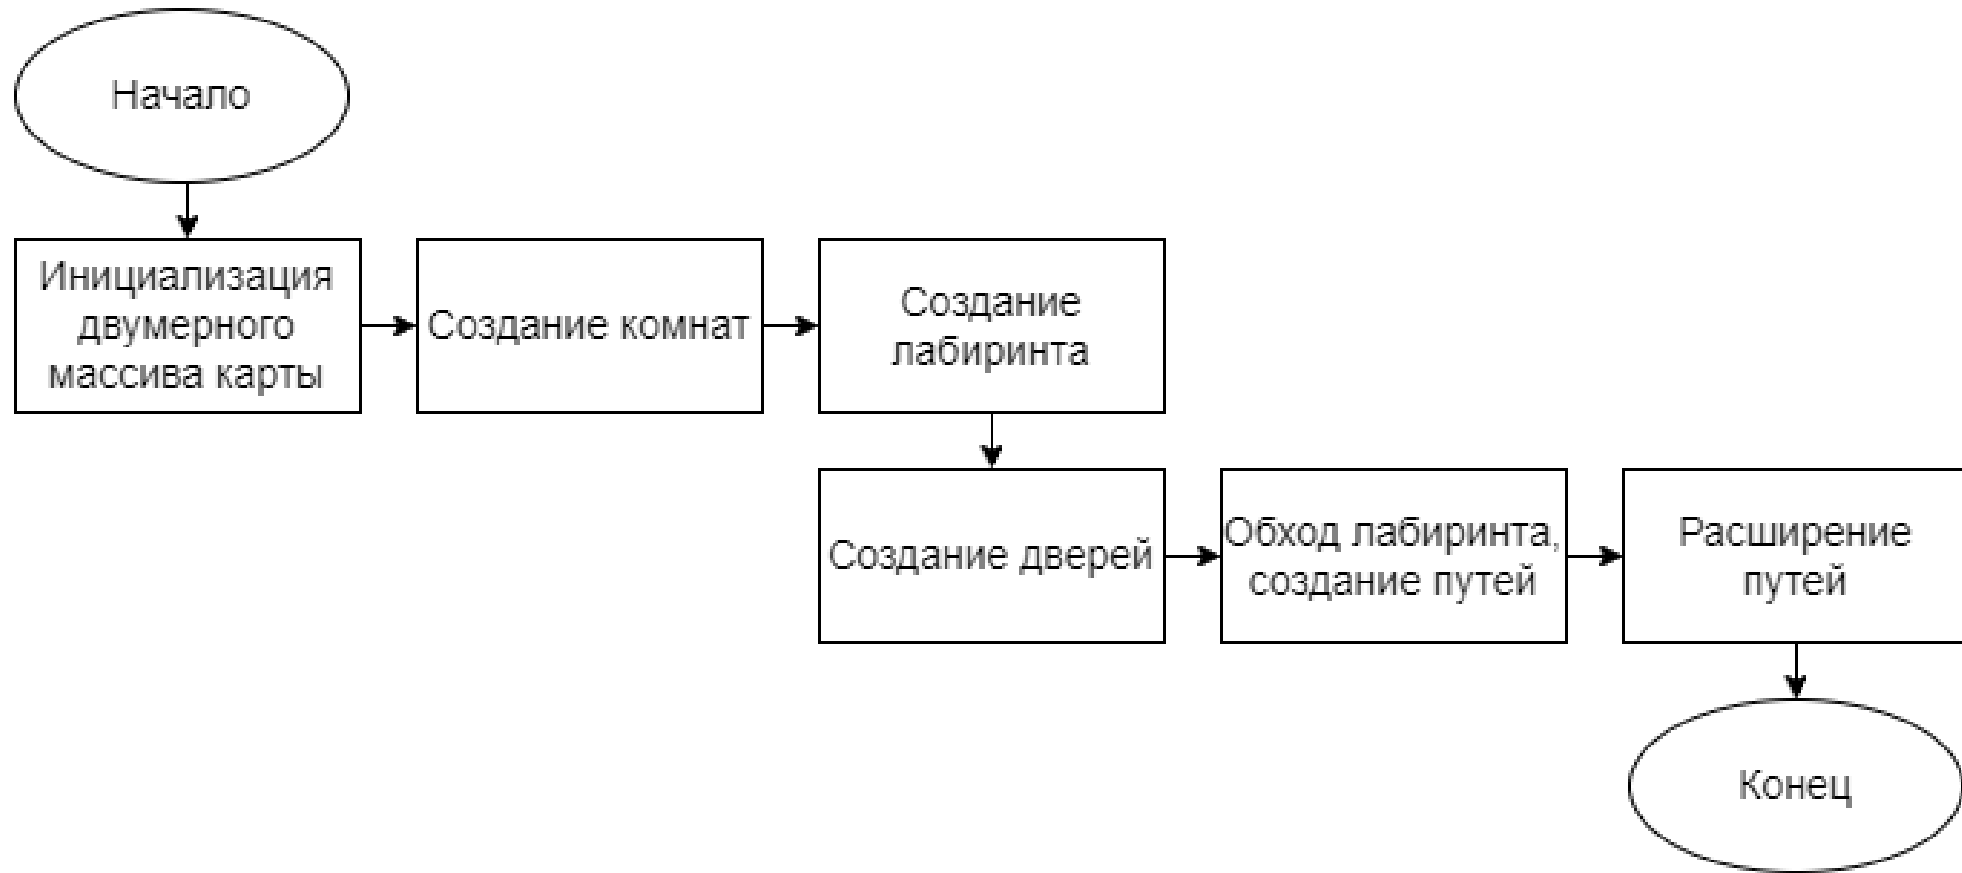 Начало
Инициализация
двумерного
массива карты
Создание комнат
Создание
лабиринта
Создание дверей
Обход лабиринта,
создание путей
Расширение
путей
Конец